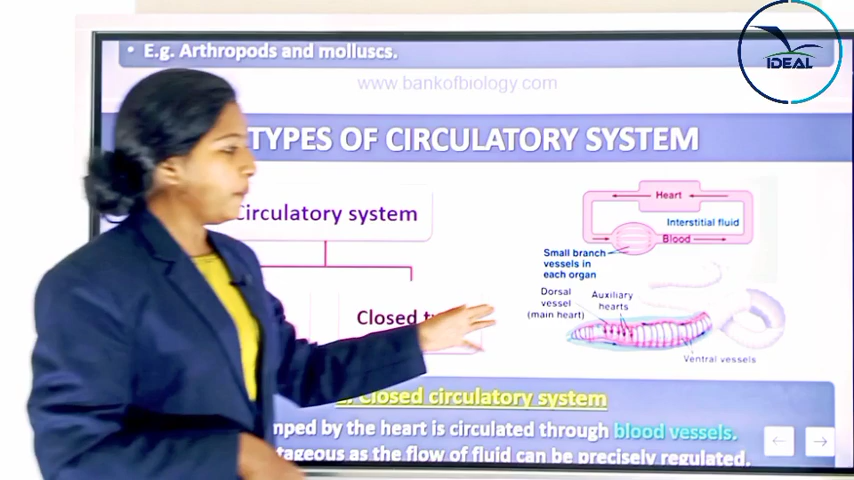 • E.g. Arthropods and molluscs.
www.bankofbiology.com
IDEAL
TYPES OF CIRCULATORY SYSTEM
Circulatory system
Heart
Interstitial fluid
Blood
Small branch
vessels in
each organ
Dorsal
vessel
(main heart)
Auxiliary
hearts
Ventral vessels
Closed
Closed circulatory system
by the heart is circulated through blood vessels.
as the flow of fluid can be precisely regulated.